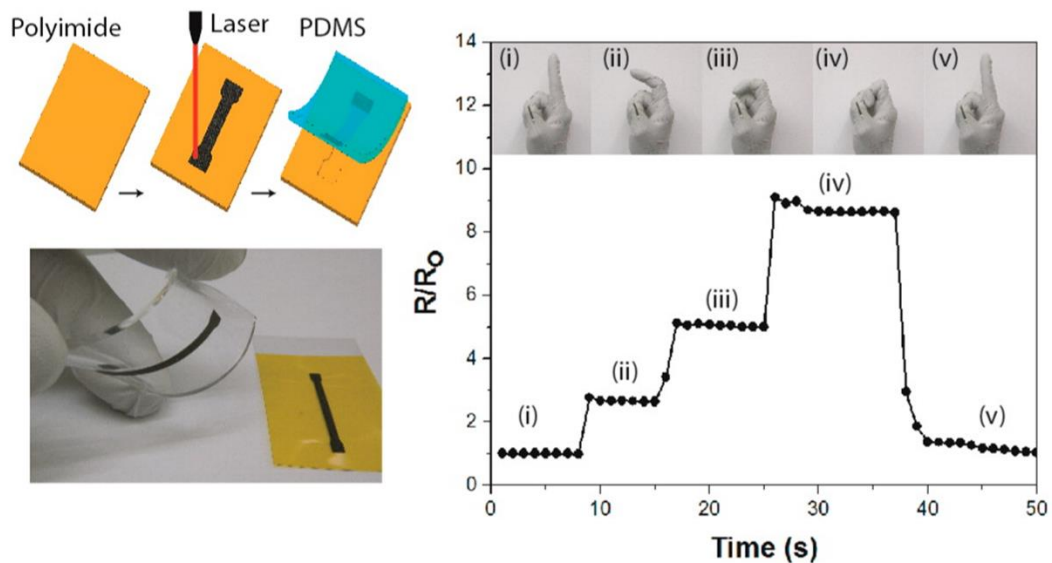 Polyimide
Laser
PDMS
R/Ro
14
12
10
8
6
4
2
0
(i)
(ii)
(iii)
(iv)
(v)
(i)
(ii)
(iii)
(iv)
(v)
0
10
20
30
40
50
Time (s)